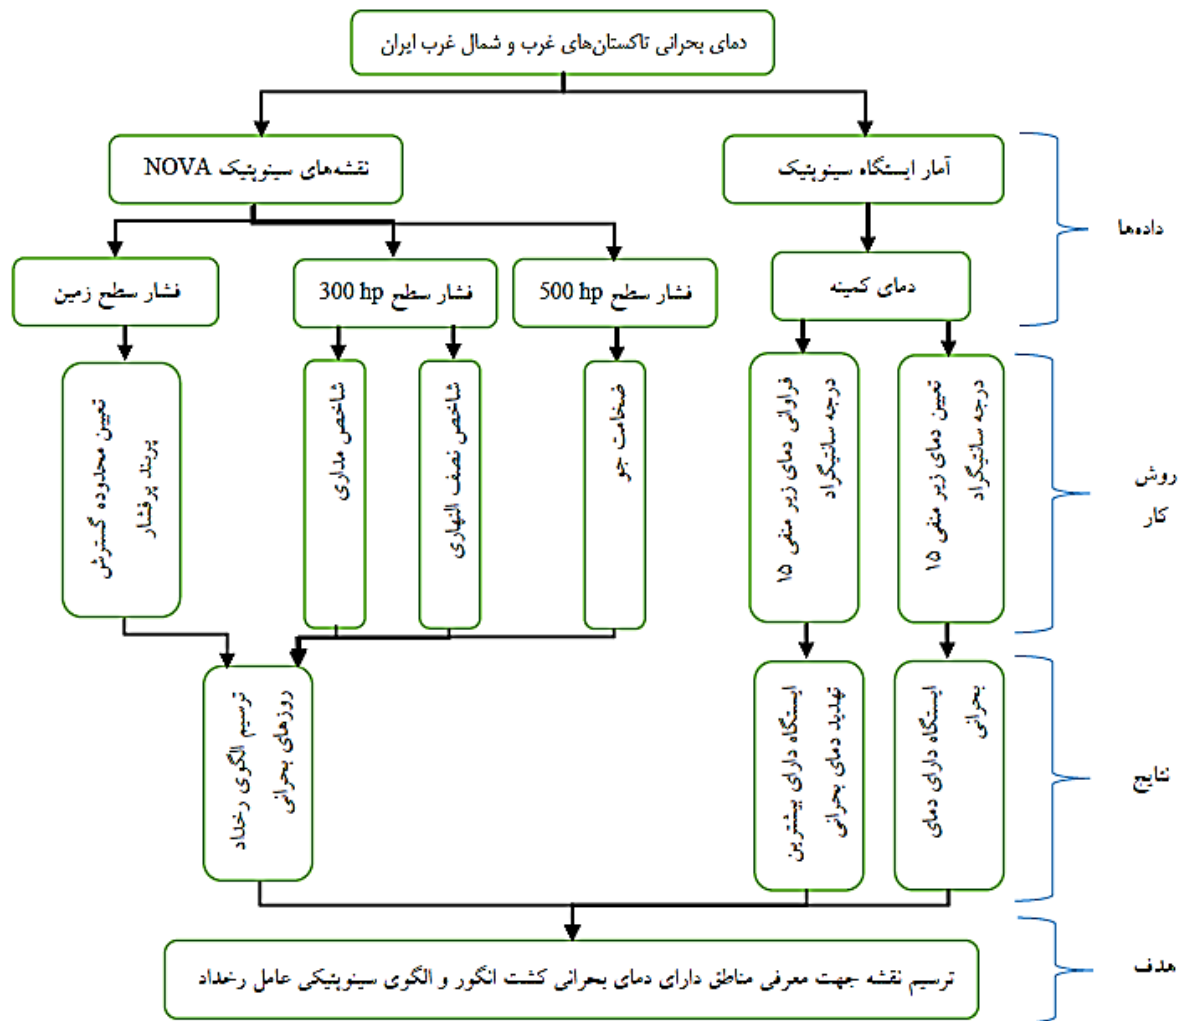 دمای بحرانی تاکستان‌های غرب و شمال غرب ایران
آمار ایستگاه سینوپتیک
نقشه‌های سینوپتیک NOVA
داده‌ها
دمای کمینه
فشار سطح 500 hp
فشار سطح 300 hp
فشار سطح زمین
تعیین دمای زیر منفی ۱۵
درجه سانتیگراد
فراوانی دمای زیر منفی ۱۵
درجه سانتیگراد
ضخامت جو
شاخص نصف النهاری
شاخص مداری
تعیین محدوده گسترش
پربند پرفشار
روش
کار
ایستگاه دارای دمای
بحرانی
ایستگاه دارای بیشترین
تهدید دمای بحرانی
ترسیم الگوی رخداد
روزهای بحرانی
نتایج
ترسیم نقشه جهت معرفی مناطق دارای دمای بحرانی کشت انگور و الگوی سینوپتیکی عامل رخداد
هدف